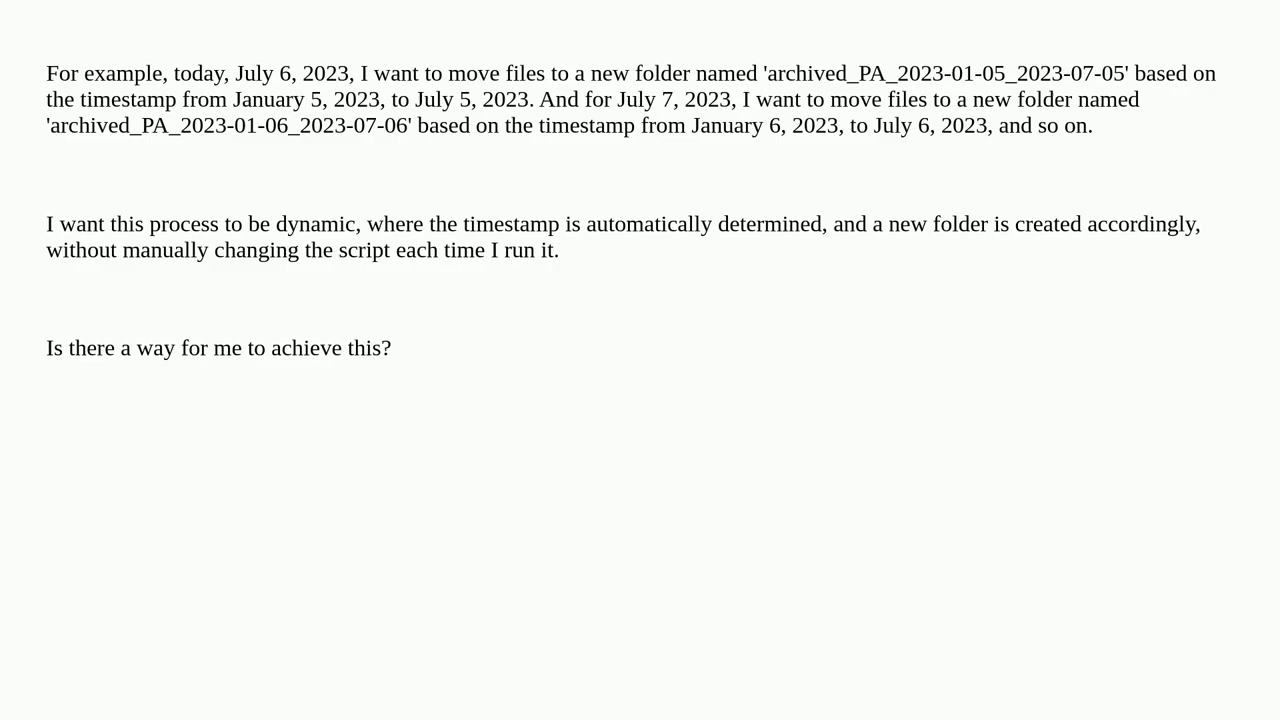 For example, today, July 6, 2023, I want to move files to a new folder named 'archived_PA_2023-01-05_2023-07-05' based on
the timestamp from January 5, 2023, to July 5, 2023. And for July 7, 2023, I want to move files to a new folder named
'archived_PA_2023-01-06_2023-07-06' based on the timestamp from January 6, 2023, to July 6, 2023, and so on.
I want this process to be dynamic, where the timestamp is automatically determined, and a new folder is created accordingly,
without manually changing the script each time I run it.
Is there a way for me to achieve this?